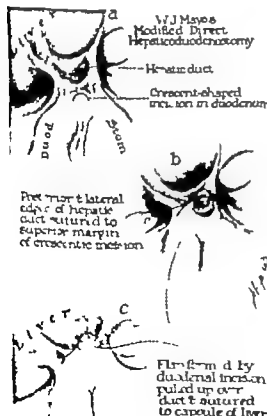 a
W J Mayo's
Modified Direct
Hepaticoduodenostomy
Hepatic duct
Crescent-shaped
incision in duodenum
Duod
Stom
b
lateral
edge of hepatic
duct sutured to
superior margin
of crescentic incision
c
Liver
Flap formed by
duodenal incision
pulled up over
duct & sutured
to capsule of liver